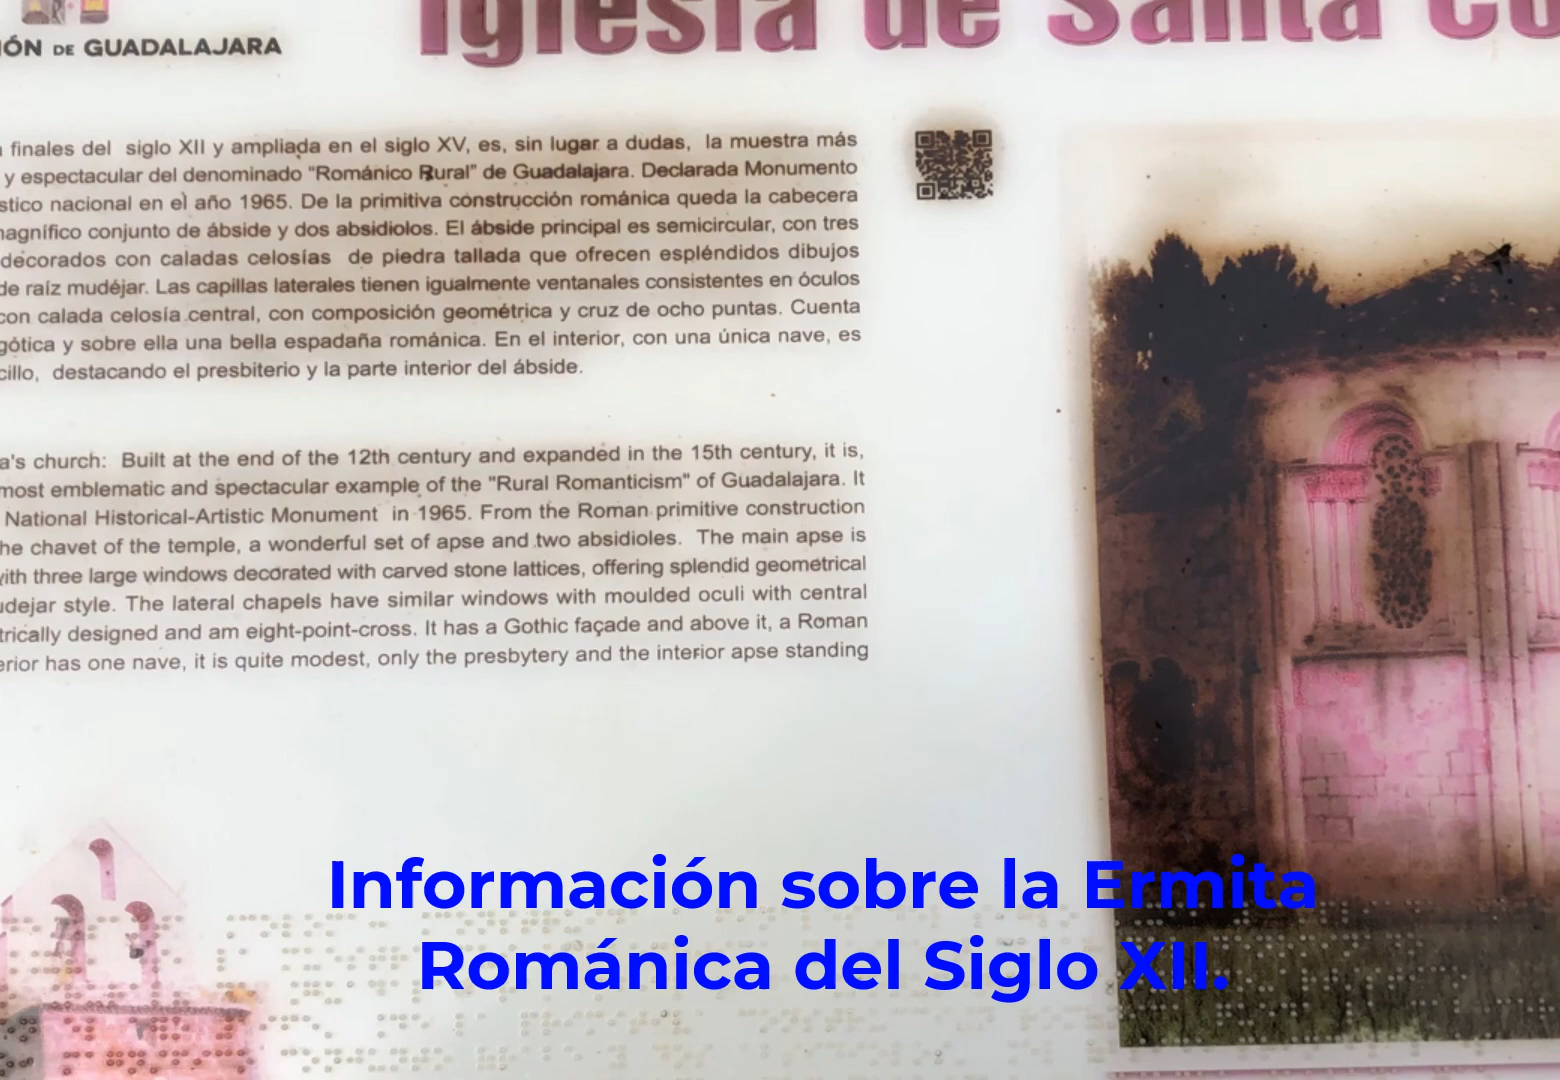 Iglesia de Santa
DE GUADALAJARA
finales del siglo XII y ampliada en el siglo XV, es, sin lugar a dudas, la muestra más
y espectacular del denominado “Románico Rural” de Guadalajara. Declarada Monumento
nacional en el año 1965. De la primitiva construcción románica queda la cabecera
conjunto de ábside y dos absidiolos. El ábside principal es semicircular, con tres
decorados con caladas celosías de piedra tallada que ofrecen espléndidos dibujos
de raíz mudéjar. Las capillas laterales tienen igualmente ventanales consistentes en óculos
con calada celosía central, con composición geométrica y cruz de ocho puntas. Cuenta
gótica y sobre ella una bella espadaña románica. En el interior, con una única nave, es
destacando el presbiterio y la parte interior del ábside.
church: Built at the end of the 12th century and expanded in the 15th century, it is,
most emblematic and spectacular example of the "Rural Romanticism" of Guadalajara. It
National Historical-Artistic Monument in 1965. From the Roman primitive construction
chavet of the temple, a wonderful set of apse and two absidioles. The main apse is
three large windows decorated with carved stone lattices, offering splendid geometrical
style. The lateral chapels have similar windows with moulded oculi with central
designed and am eight-point-cross. It has a Gothic façade and above it, a Roman
has one nave, it is quite modest, only the presbytery and the interior apse standing
Información sobre la Ermita
Románica del Siglo XII.